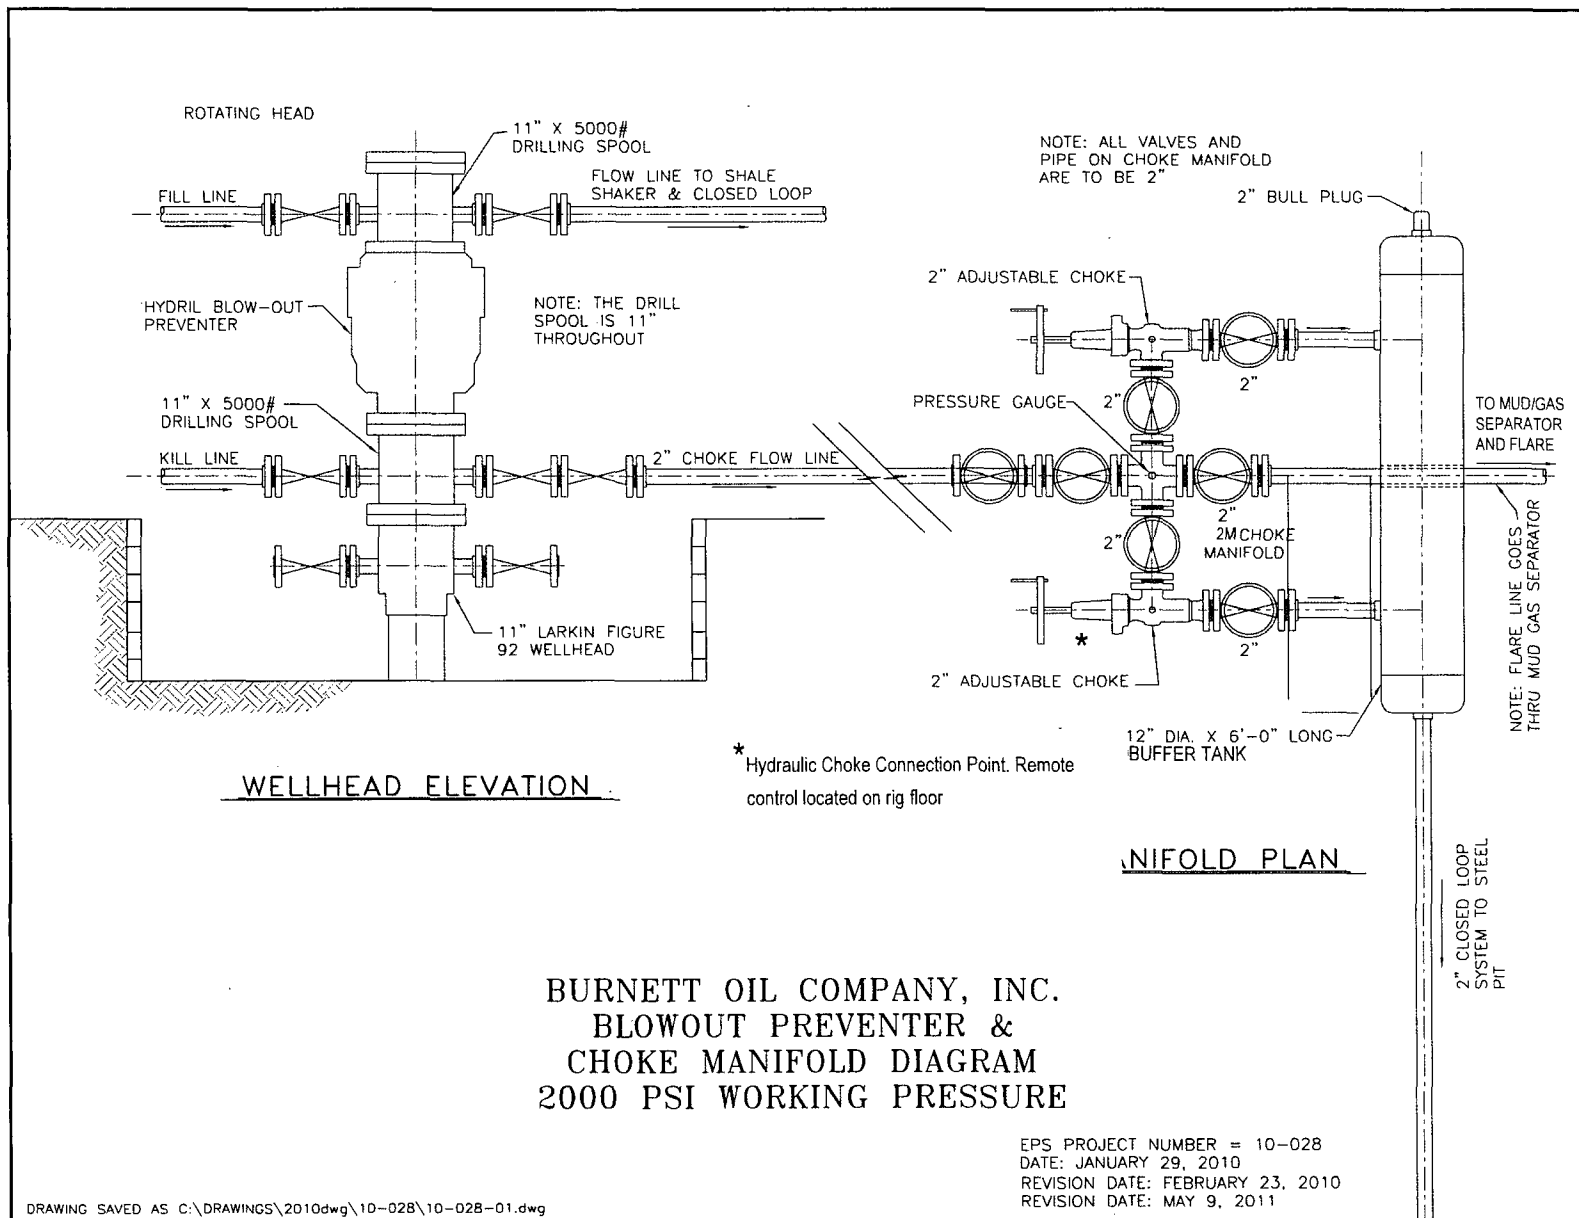 ROTATING HEAD
11" X 5000#
DRILLING SPOOL
FILL LINE
FLOW LINE TO SHALE
SHAKER & CLOSED LOOP
HYDRIL BLOW-OUT
PREVENTER
NOTE: THE DRILL
SPOOL IS 11"
THROUGHOUT
11" X 5000#
DRILLING SPOOL
KILL LINE
2" CHOKE FLOW LINE
11" LARKIN FIGURE
92 WELLHEAD
WELLHEAD ELEVATION
NOTE: ALL VALVES AND
PIPE ON CHOKE MANIFOLD
ARE TO BE 2"
2" BULL PLUG
2" ADJUSTABLE CHOKE
2"
2"
PRESSURE GAUGE
TO MUD/GAS
SEPARATOR
AND FLARE
2"
2M CHOKE
MANIFOLD
2"
2"
*
2" ADJUSTABLE CHOKE
12" DIA. X 6'-0" LONG
BUFFER TANK
NOTE: FLARE LINE GOES
THRU MUD GAS SEPARATOR
* Hydraulic Choke Connection Point. Remote
control located on rig floor
NIFOLD PLAN
2" CLOSED LOOP
SYSTEM TO STEEL
PIT
BURNETT OIL COMPANY, INC.
BLOWOUT PREVENTER &
CHOKE MANIFOLD DIAGRAM
2000 PSI WORKING PRESSURE
EPS PROJECT NUMBER = 10-028
DATE: JANUARY 29, 2010
REVISION DATE: FEBRUARY 23, 2010
REVISION DATE: MAY 9, 2011
DRAWING SAVED AS C:\DRAWINGS\2010dwg\10-028\10-028-01.dwg